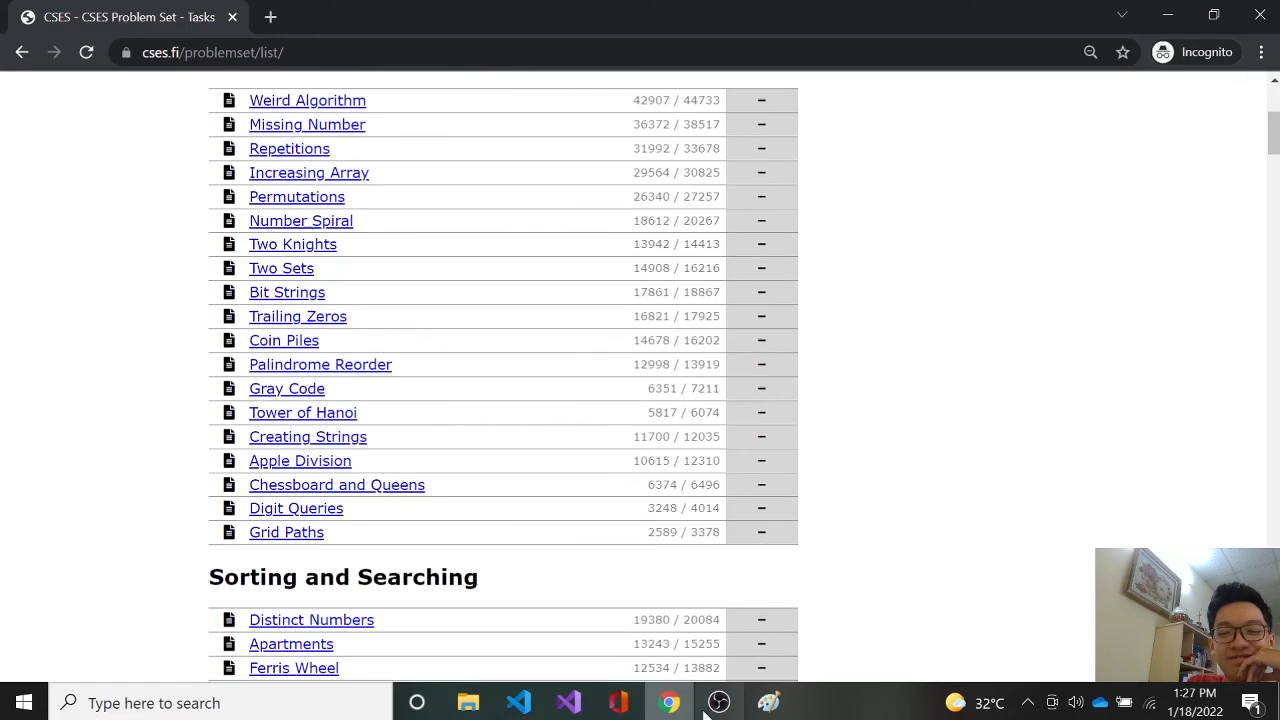 CSES - CSES Problem Set - Tasks
cses.fi/problemset/list/
Incognito
Weird Algorithm 42907 / 44733 –
Missing Number 36372 / 38517 –
Repetitions 31992 / 33678 –
Increasing Array 29564 / 30825 –
Permutations 26340 / 27257 –
Number Spiral 18612 / 20267 –
Two Knights 13942 / 14413 –
Two Sets 14908 / 16216 –
Bit Strings 17861 / 18867 –
Trailing Zeros 16821 / 17925 –
Coin Piles 14678 / 16202 –
Palindrome Reorder 12998 / 13919 –
Gray Code 6351 / 7211 –
Tower of Hanoi 5817 / 6074 –
Creating Strings 11700 / 12035 –
Apple Division 10615 / 12310 –
Chessboard and Queens 6374 / 6496 –
Digit Queries 3248 / 4014 –
Grid Paths 2589 / 3378 –
Sorting and Searching
Distinct Numbers 19380 / 20084 –
Apartments 13243 / 15255 –
Ferris Wheel 12534 / 13882 –
Type here to search
32°C
1:27 PM
1/18/2022
1